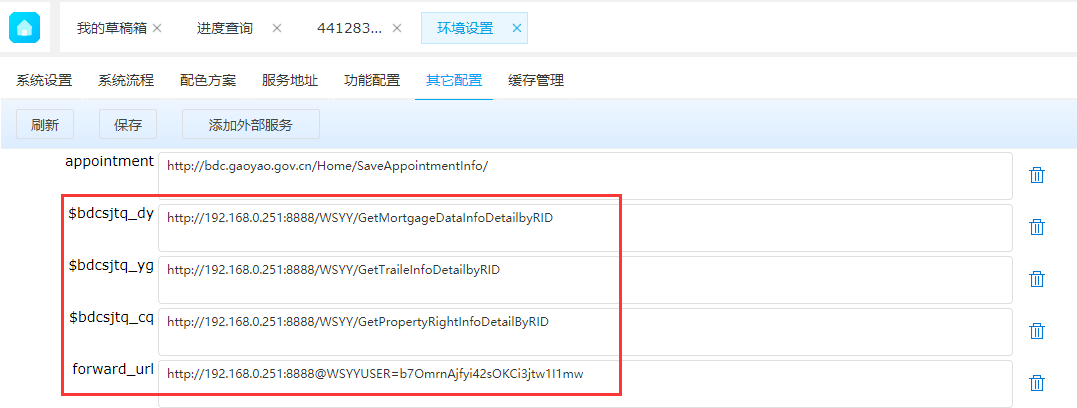 我的草稿箱 进度查询 441283... 环境设置
系统设置 系统流程 配色方案 服务地址 功能配置 其它配置 缓存管理
刷新 保存 添加外部服务
appointment http://bdc.gaoyao.gov.cn/Home/SaveAppointmentInfo/
$bdcsjtq_dy http://192.168.0.251:8888/WSYY/GetMortgageDataInfoDetailbyRID
$bdcsjtq_yg http://192.168.0.251:8888/WSYY/GetTraileInfoDetailbyRID
$bdcsjtq_cq http://192.168.0.251:8888/WSYY/GetPropertyRightInfoDetailByRID
forward_url http://192.168.0.251:8888@WSYYUSER=b7OmrnAjfyi42sOKCi3jtw1I1mw